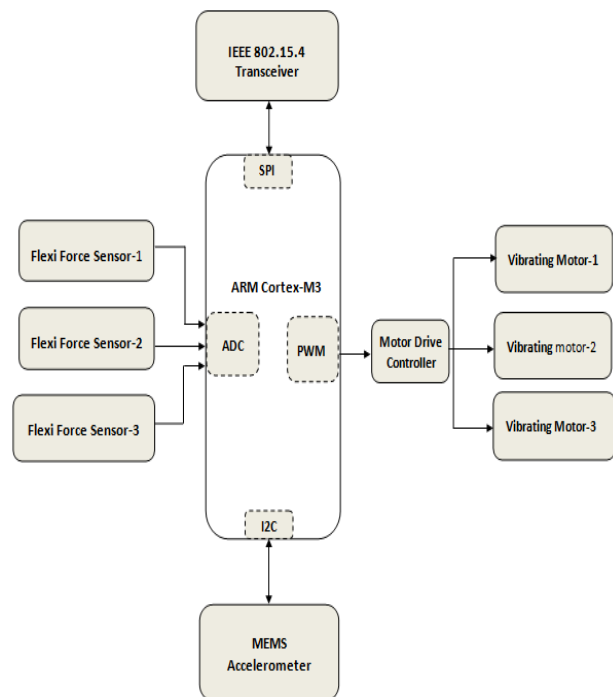 IEEE 802.15.4
Transceiver
SPI
Flexi Force Sensor-1
Vibrating Motor-1
ARM Cortex-M3
Flexi Force Sensor-2
ADC
PWM
Motor Drive
Controller
Vibrating motor-2
Flexi Force Sensor-3
Vibrating Motor-3
I2C
MEMS
Accelerometer